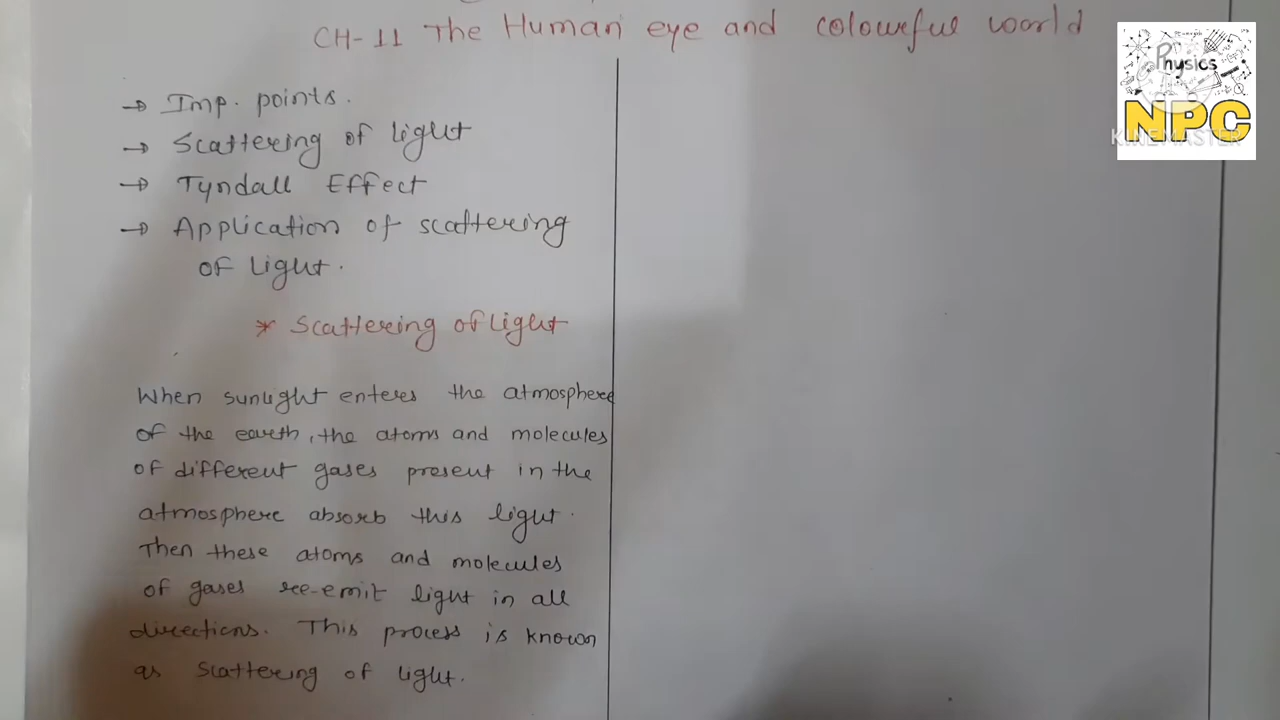 CH-11 The Human eye and colourful world
Physics
NPC
KINEMASTER
→ Imp. points.
→ Scattering of light
→ Tyndall Effect
→ Application of scattering
of light.
* Scattering of light
When sunlight enters the atmosphere
of the earth, the atoms and molecules
of different gases present in the
atmosphere absorb this light.
Then these atoms and molecules
of gases re-emit light in all
directions. This process is known
as scattering of light.